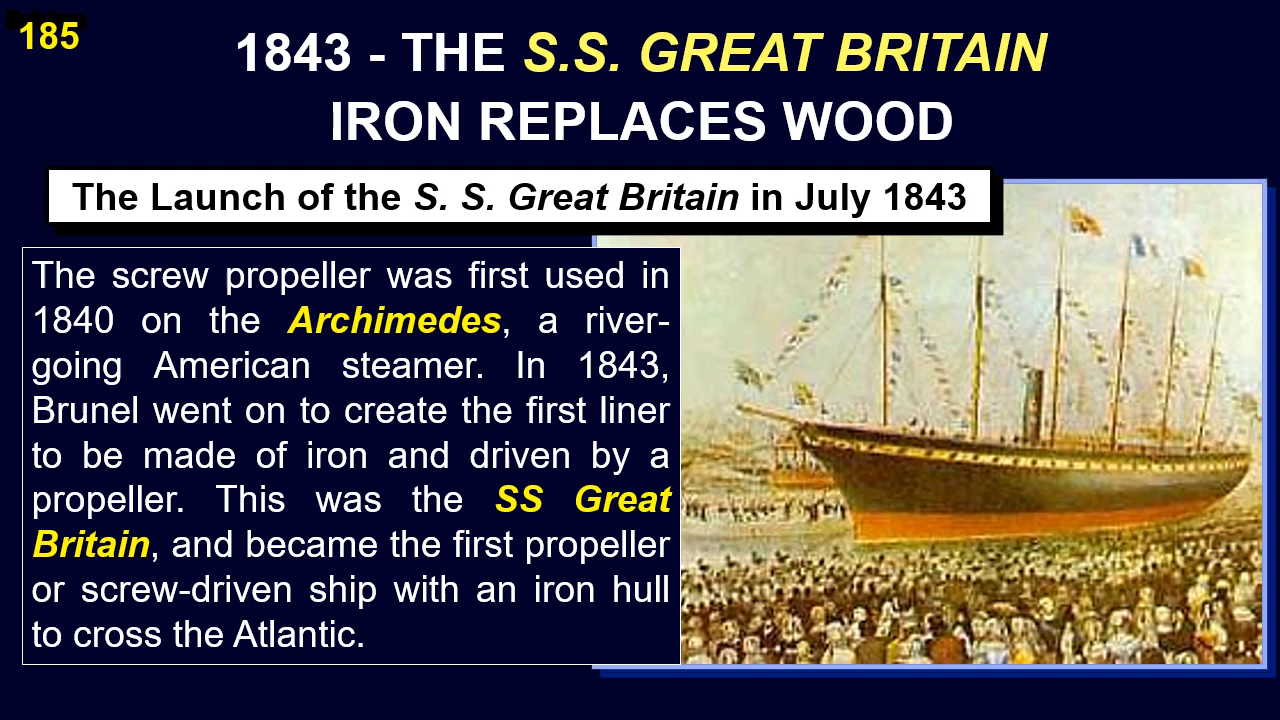 185
1843 - THE S.S. GREAT BRITAIN
IRON REPLACES WOOD
The Launch of the S. S. Great Britain in July 1843
The screw propeller was first used in
1840 on the Archimedes, a river-
going American steamer. In 1843,
Brunel went on to create the first liner
to be made of iron and driven by a
propeller. This was the SS Great
Britain, and became the first propeller
or screw-driven ship with an iron hull
to cross the Atlantic.